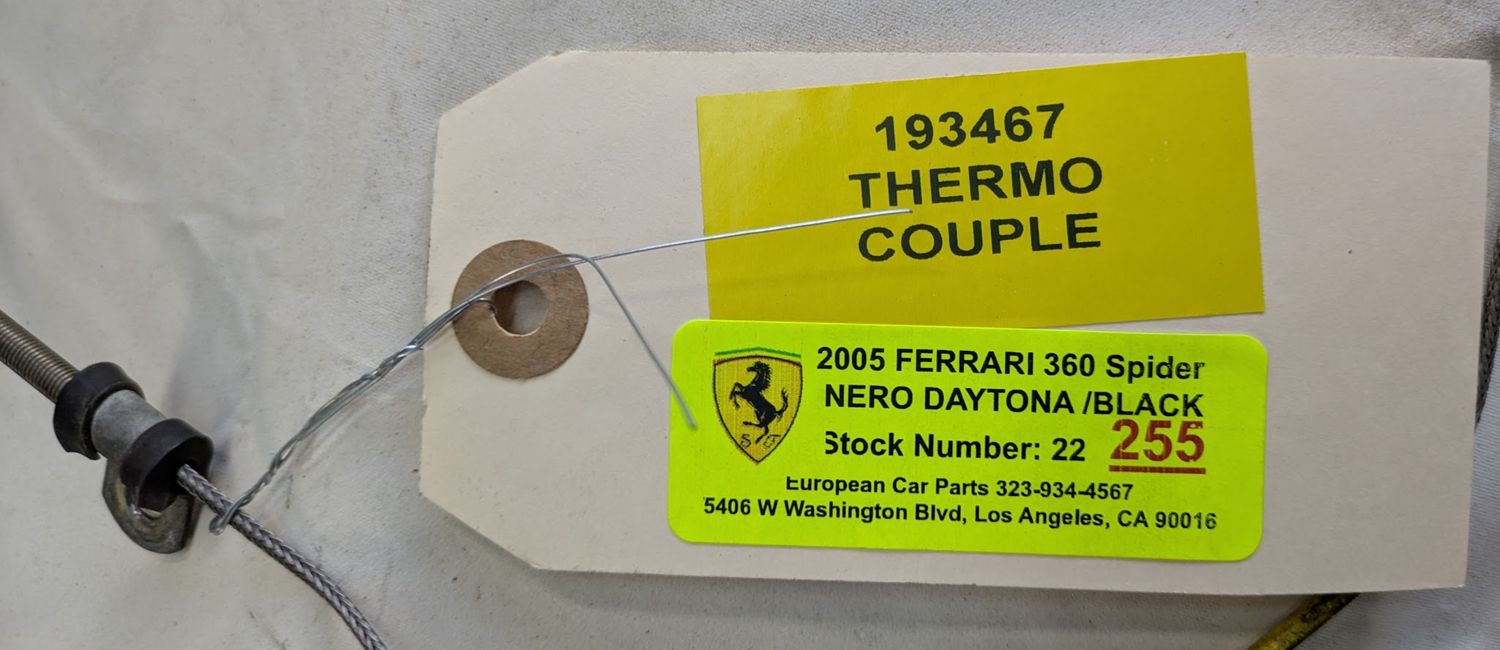 193467
THERMO
COUPLE
2005 FERRARI 360 Spider
NERO DAYTONA /BLACK
Stock Number: 22 255
European Car Parts 323-934-4567
5406 W Washington Blvd, Los Angeles, CA 90016
S F